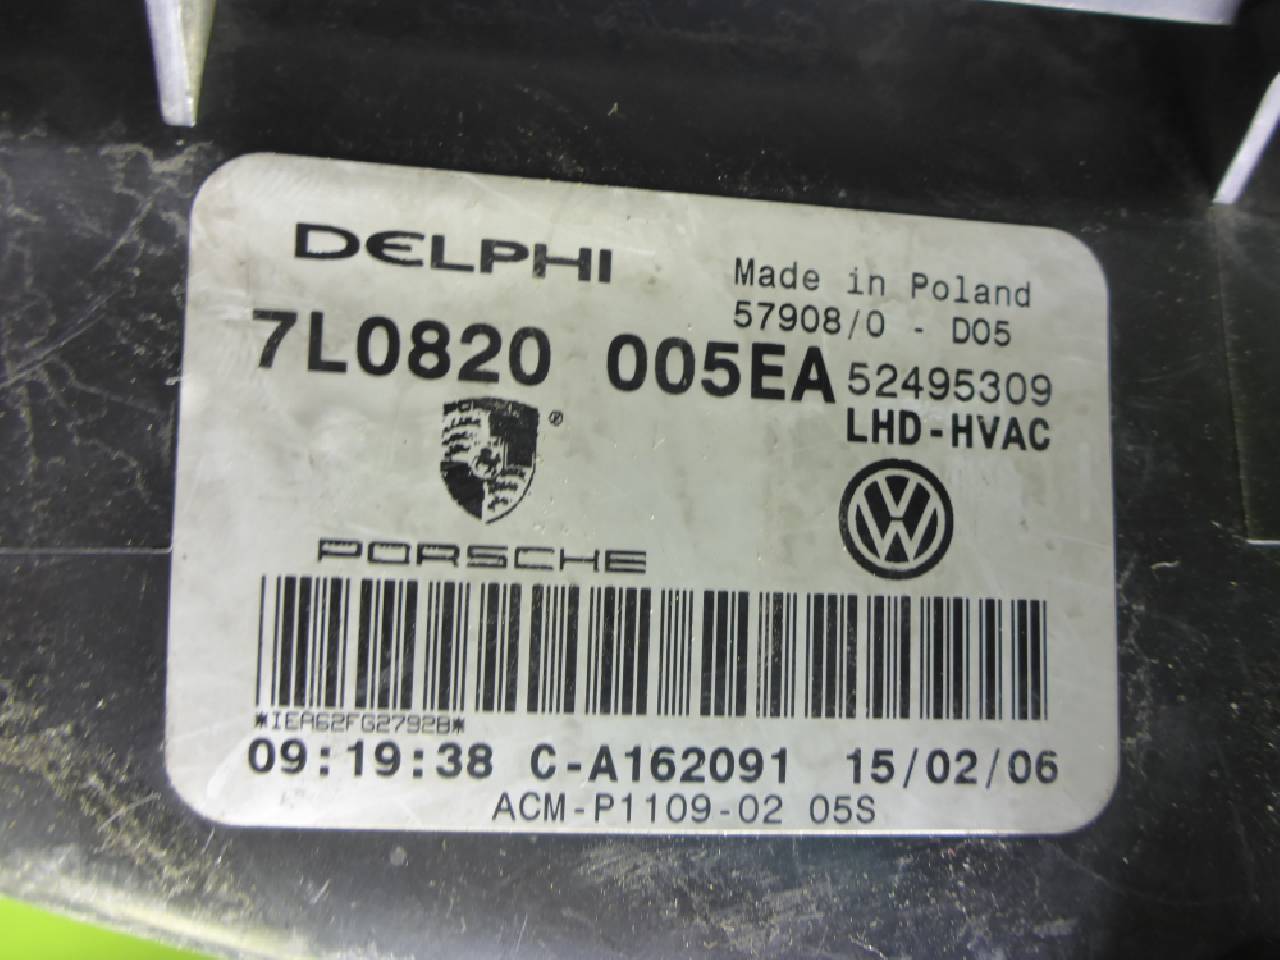 DELPHI
Made in Poland
57908/0 - D05
7L0820 005EA 52495309
LHD-HVAC
®
PORSCHE
*IEA62FG2792B*
09:19:38 C-A162091 15/02/06
ACM-P1109-02 05S